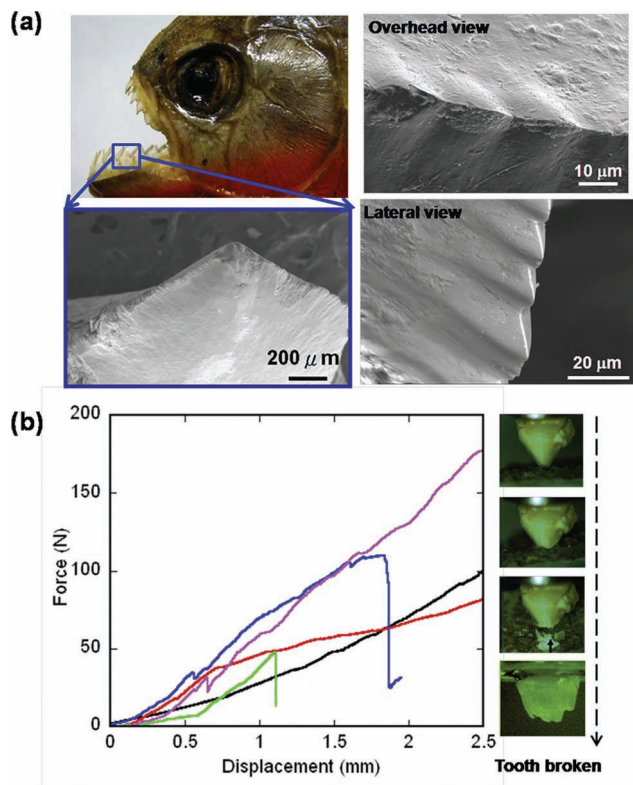 (a)
Overhead view
10 μm
200 μ m
Lateral view
20 μm
(b)
200
150
100
50
0
Force (N)
0
0.5
1
1.5
2
2.5
Displacement (mm)
Tooth broken